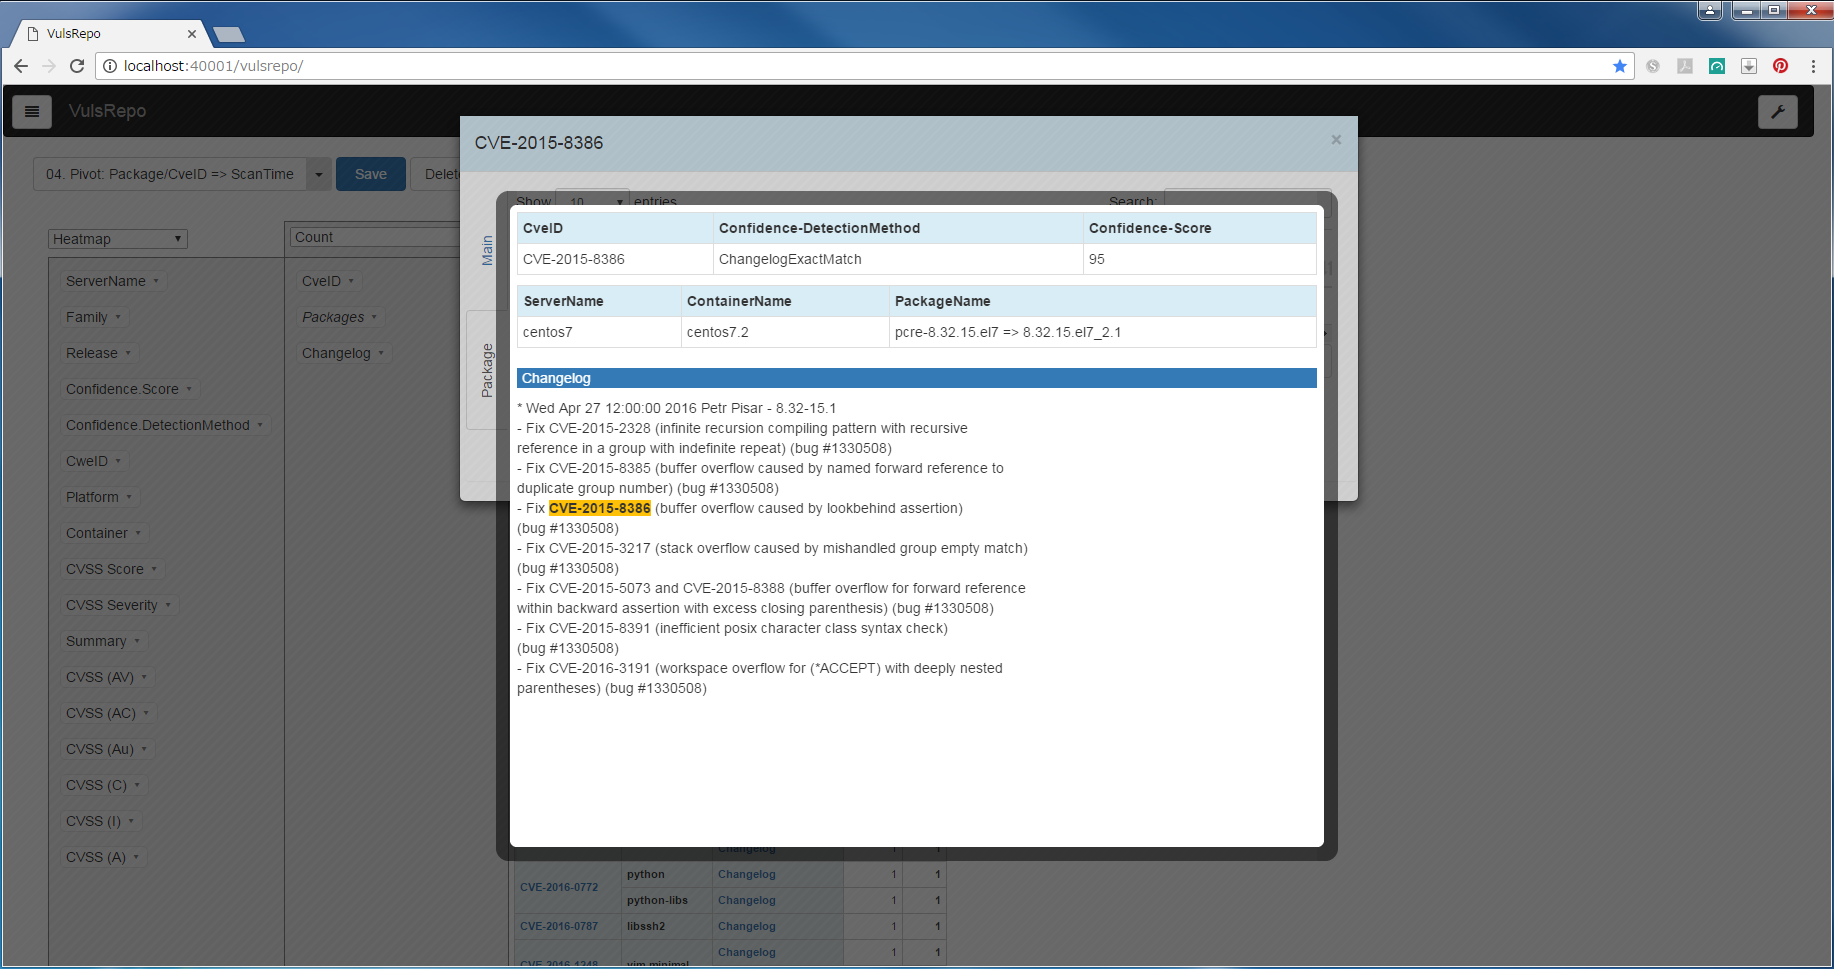 VulsRepo
localhost:40001/vulsrepo/
VulsRepo
04. Pivot: Package/CveID => ScanTime
Save
CVE-2015-8386
×
Heatmap
Count
ServerName
Family
Release
Confidence.Score
Confidence.DetectionMethod
CweID
Platform
Container
CVSS Score
CVSS Severity
Summary
CVSS (AV)
CVSS (AC)
CVSS (Au)
CVSS (C)
CVSS (I)
CVSS (A)
CveID
Packages
Changelog
Main
Package
Show 10 entries
Search:
CveID Confidence-DetectionMethod Confidence-Score
CVE-2015-8386 ChangelogExactMatch 95
ServerName ContainerName PackageName
centos7 centos7.2 pcre-8.32.15.el7 => 8.32.15.el7_2.1
Changelog
* Wed Apr 27 12:00:00 2016 Petr Pisar - 8.32-15.1
- Fix CVE-2015-2328 (infinite recursion compiling pattern with recursive
reference in a group with indefinite repeat) (bug #1330508)
- Fix CVE-2015-8385 (buffer overflow caused by named forward reference to
duplicate group number) (bug #1330508)
- Fix CVE-2015-8386 (buffer overflow caused by lookbehind assertion)
(bug #1330508)
- Fix CVE-2015-3217 (stack overflow caused by mishandled group empty match)
(bug #1330508)
- Fix CVE-2015-5073 and CVE-2015-8388 (buffer overflow for forward reference
within backward assertion with excess closing parenthesis) (bug #1330508)
- Fix CVE-2015-8391 (inefficient posix character class syntax check)
(bug #1330508)
- Fix CVE-2016-3191 (workspace overflow for (*ACCEPT) with deeply nested
parentheses) (bug #1330508)
Changelog 1 1
CVE-2016-0772 python Changelog 1 1
python-libs Changelog 1 1
CVE-2016-0787 libssh2 Changelog 1 1
Changelog 1 1
CVE-2016-1248 vim-minimal